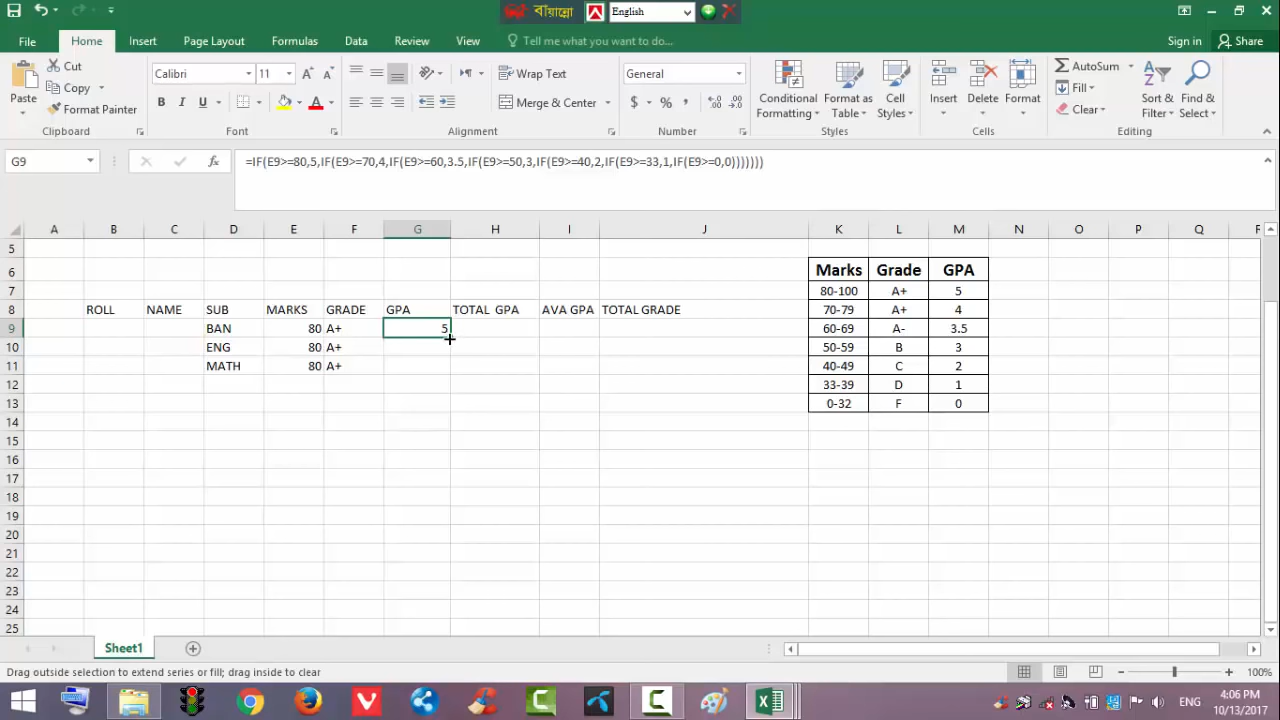 বাঁয়ান্নো English
File Home Insert Page Layout Formulas Data Review View Tell me what you want to do... Sign in Share
Paste Cut Copy Format Painter
Calibri 11 Wrap Text Merge & Center General
Conditional Formatting Format as Table Cell Styles Insert Delete Format AutoSum Fill Clear Sort & Filter Find & Select
Clipboard Font Alignment Number Styles Cells Editing
G9 fx =IF(E9>=80,5,IF(E9>=70,4,IF(E9>=60,3.5,IF(E9>=50,3,IF(E9>=40,2,IF(E9>=33,1,IF(E9>=0,0)))))))
A B C D E F G H I J K L M N O P Q
5
6 Marks Grade GPA
7 80-100 A+ 5
8 ROLL NAME SUB MARKS GRADE GPA TOTAL GPA AVA GPA TOTAL GRADE 70-79 A+ 4
9 BAN 80 A+ 5 60-69 A- 3.5
10 ENG 80 A+ 50-59 B 3
11 MATH 80 A+ 40-49 C 2
12 33-39 D 1
13 0-32 F 0
14
15
16
17
18
19
20
21
22
23
24
25
Sheet1
Drag outside selection to extend series or fill; drag inside to clear 100%
ENG 4:06 PM
10/13/2017